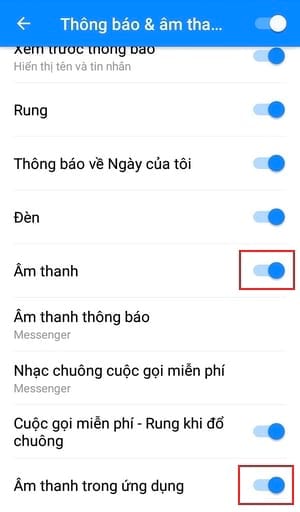 Thông báo & âm tha...
Xem trước thông báo
Hiển thị tên và tin nhắn
Rung
Thông báo về Ngày của tôi
Đèn
Âm thanh
Âm thanh thông báo
Messenger
Nhạc chuông cuộc gọi miễn phí
Messenger
Cuộc gọi miễn phí - Rung khi đổ
chuông
Âm thanh trong ứng dụng